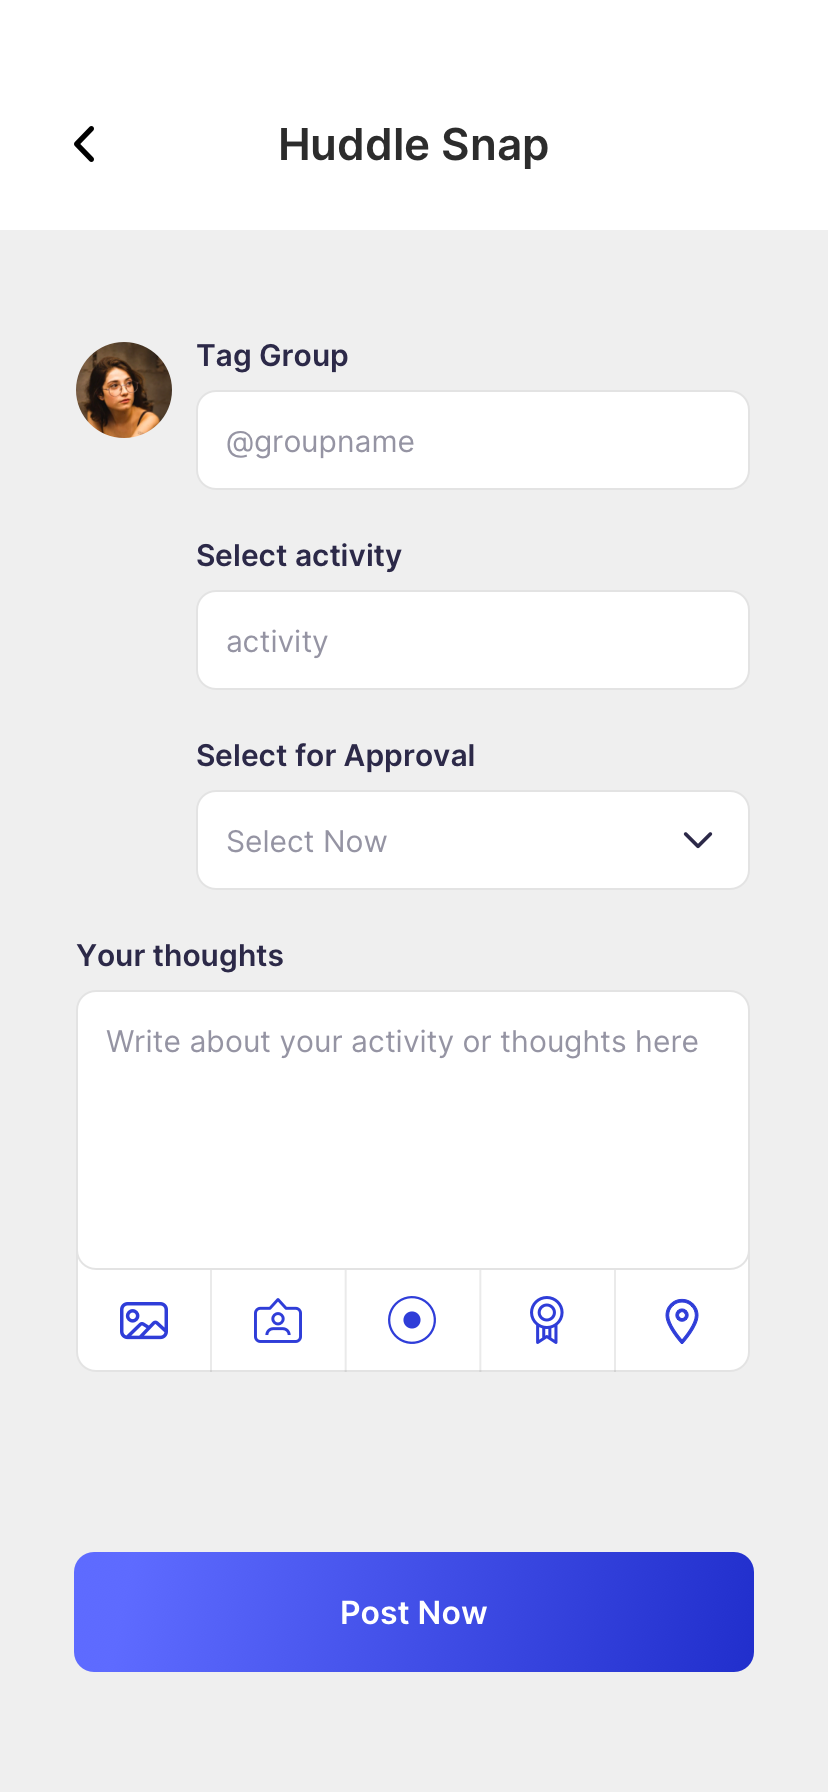 Huddle Snap
Tag Group
@groupname
Select activity
activity
Select for Approval
Select Now
Your thoughts
Write about your activity or thoughts here
Post Now